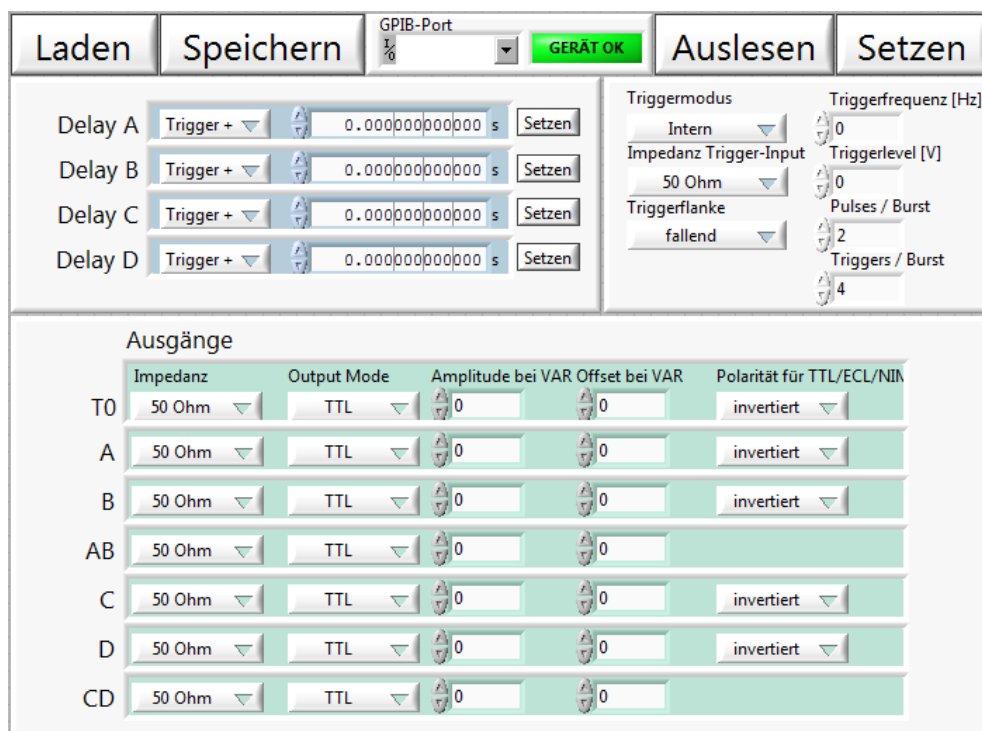 Laden Speichern GPIB-Port I/O GERÄT OK Auslesen Setzen
Delay A Trigger + 0.000000000000 s Setzen
Delay B Trigger + 0.000000000000 s Setzen
Delay C Trigger + 0.000000000000 s Setzen
Delay D Trigger + 0.000000000000 s Setzen
Triggermodus Triggerfrequenz [Hz]
Intern 0
Impedanz Trigger-Input Triggerlevel [V]
50 Ohm 0
Triggerflanke Pulses / Burst
fallend 2
Triggers / Burst
4
Ausgänge
Impedanz Output Mode Amplitude bei VAR Offset bei VAR Polarität für TTL/ECL/NIM
T0 50 Ohm TTL 0 0 invertiert
A 50 Ohm TTL 0 0 invertiert
B 50 Ohm TTL 0 0 invertiert
AB 50 Ohm TTL 0 0
C 50 Ohm TTL 0 0 invertiert
D 50 Ohm TTL 0 0 invertiert
CD 50 Ohm TTL 0 0